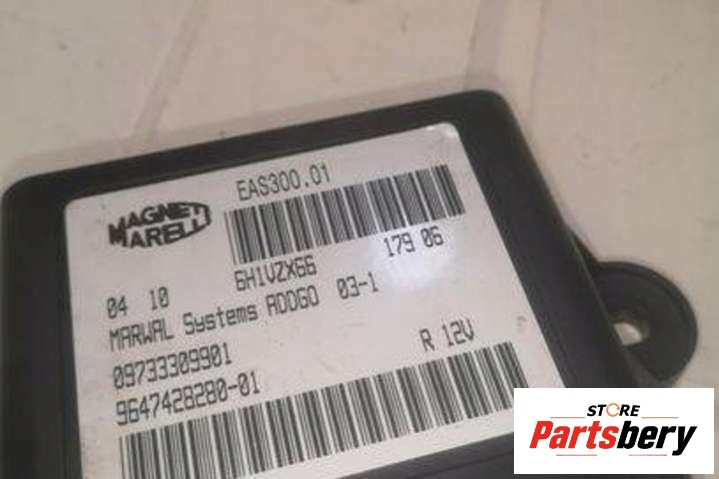 EAS300.01
MAGNETI
MARELLI
6H1VZX66
179 06
04 10
MARWAL Systems ADDGO 03-1
09733309901
R 12V
9647428280-01
STORE
Partsbery